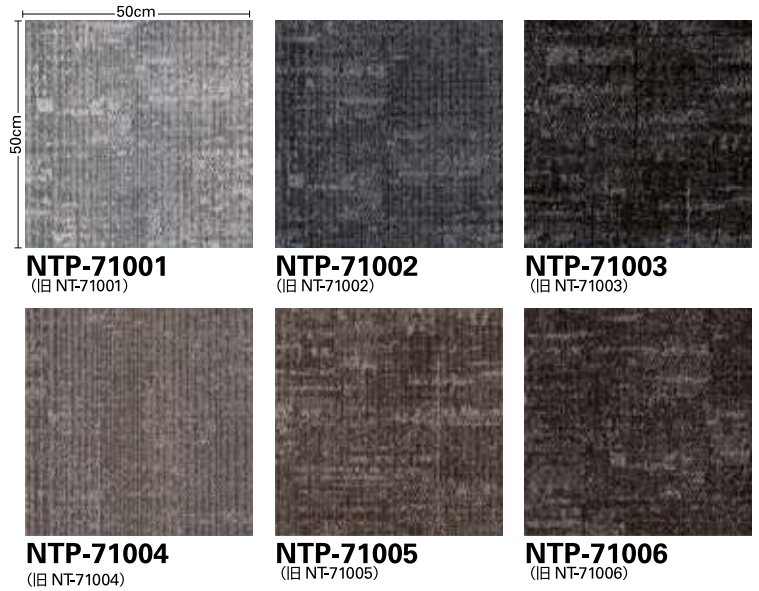 50cm
50cm
NTP-71001
（旧 NT-71001）
NTP-71002
（旧 NT-71002）
NTP-71003
（旧 NT-71003）
NTP-71004
（旧 NT-71004）
NTP-71005
（旧 NT-71005）
NTP-71006
（旧 NT-71006）